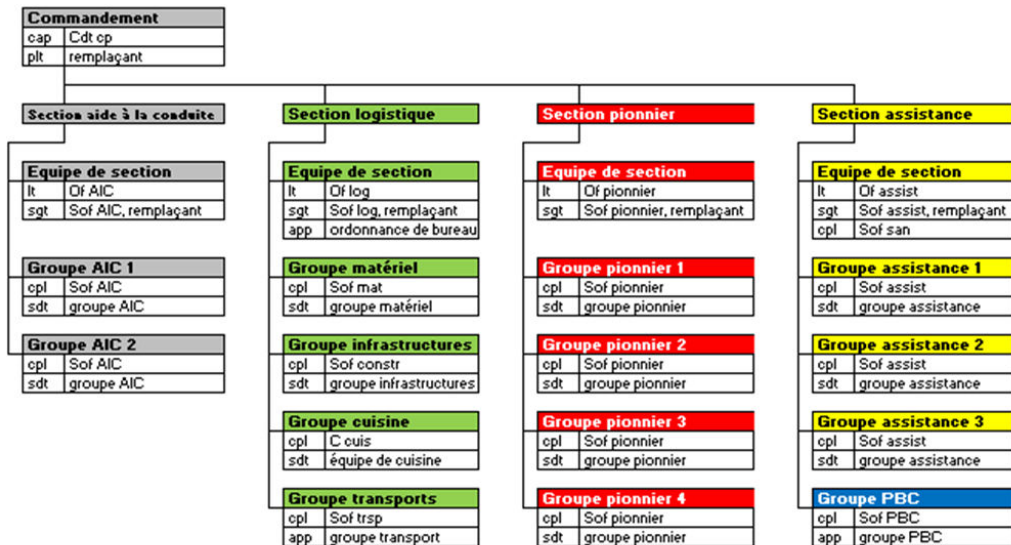 Commandement
cap Cdt cp
plt remplaçant
Section aide à la conduite
Section logistique
Section pionnier
Section assistance
Equipe de section
lt Of AIC
sgt Sof AIC, remplaçant
Groupe AIC 1
cpl Sof AIC
sdt groupe AIC
Groupe AIC 2
cpl Sof AIC
sdt groupe AIC
Equipe de section
lt Of log
sgt Sof log, remplaçant
app ordonnance de bureau
Groupe matériel
cpl Sof mat
sdt groupe matériel
Groupe infrastructures
cpl Sof constr
sdt groupe infrastructures
Groupe cuisine
cpl C cuis
sdt équipe de cuisine
Groupe transports
cpl Sof trsp
app groupe transport
Equipe de section
lt Of pionnier
sgt Sof pionnier, remplaçant
Groupe pionnier 1
cpl Sof pionnier
sdt groupe pionnier
Groupe pionnier 2
cpl Sof pionnier
sdt groupe pionnier
Groupe pionnier 3
cpl Sof pionnier
sdt groupe pionnier
Groupe pionnier 4
cpl Sof pionnier
sdt groupe pionnier
Equipe de section
lt Of assist
sgt Sof assist, remplaçant
cpl Sof san
Groupe assistance 1
cpl Sof assist
sdt groupe assistance
Groupe assistance 2
cpl Sof assist
sdt groupe assistance
Groupe assistance 3
cpl Sof assist
sdt groupe assistance
Groupe PBC
cpl Sof PBC
app groupe PBC